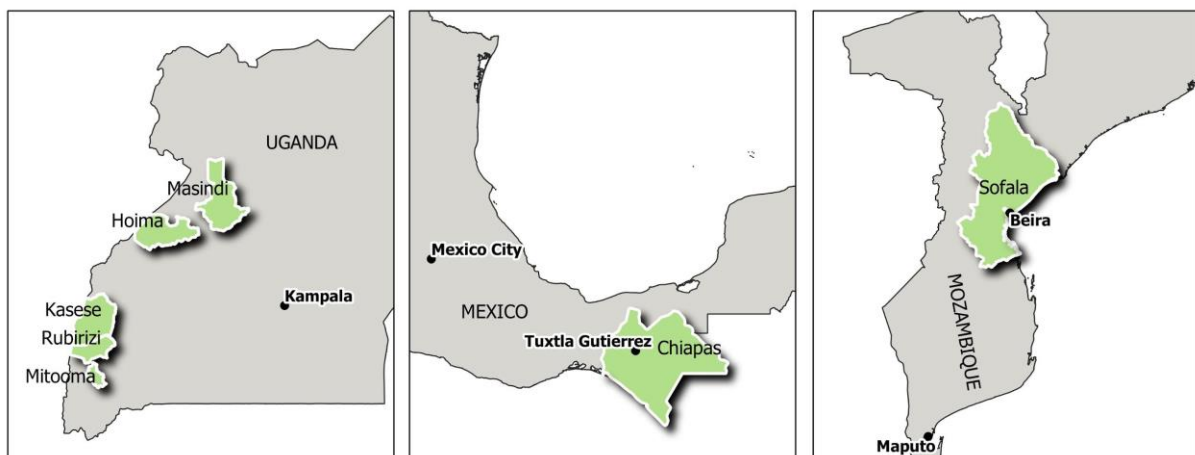 UGANDA
Masindi
Hoima
Kampala
Kasese
Rubirizi
Mitooma
Mexico City
MEXICO
Tuxtla Gutierrez
Chiapas
Sofala
Beira
MOZAMBIQUE
Maputo